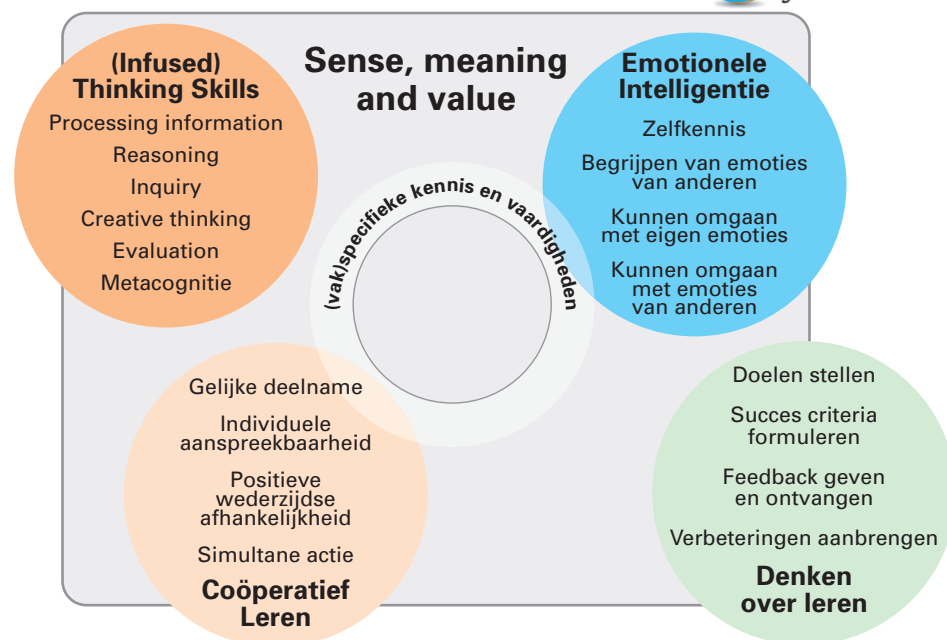 (Infused)
Thinking Skills
Processing information
Reasoning
Inquiry
Creative thinking
Evaluation
Metacognitie
Sense, meaning
and value
Emotionele
Intelligentie
Zelfkennis
Begrijpen van emoties
van anderen
Kunnen omgaan
met eigen emoties
Kunnen omgaan
met emoties
van anderen
(vak)specifieke kennis en vaardigheden
Gelijke deelname
Individuele
aanspreekbaarheid
Positieve
wederzijdse
afhankelijkheid
Simultane actie
Coöperatief
Leren
Doelen stellen
Succes criteria
formuleren
Feedback geven
en ontvangen
Verbeteringen aanbrengen
Denken
over leren